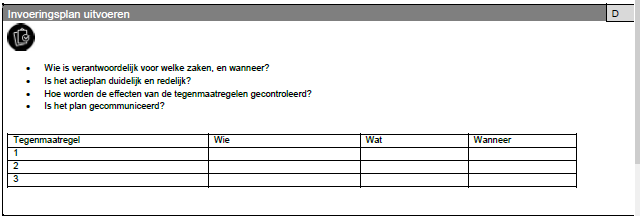 Invoeringsplan uitvoeren D
Wie is verantwoordelijk voor welke zaken, en wanneer?
Is het actieplan duidelijk en redelijk?
Hoe worden de effecten van de tegenmaatregelen gecontroleerd?
Is het plan gecommuniceerd?
Tegenmaatregel Wie Wat Wanneer
1
2
3